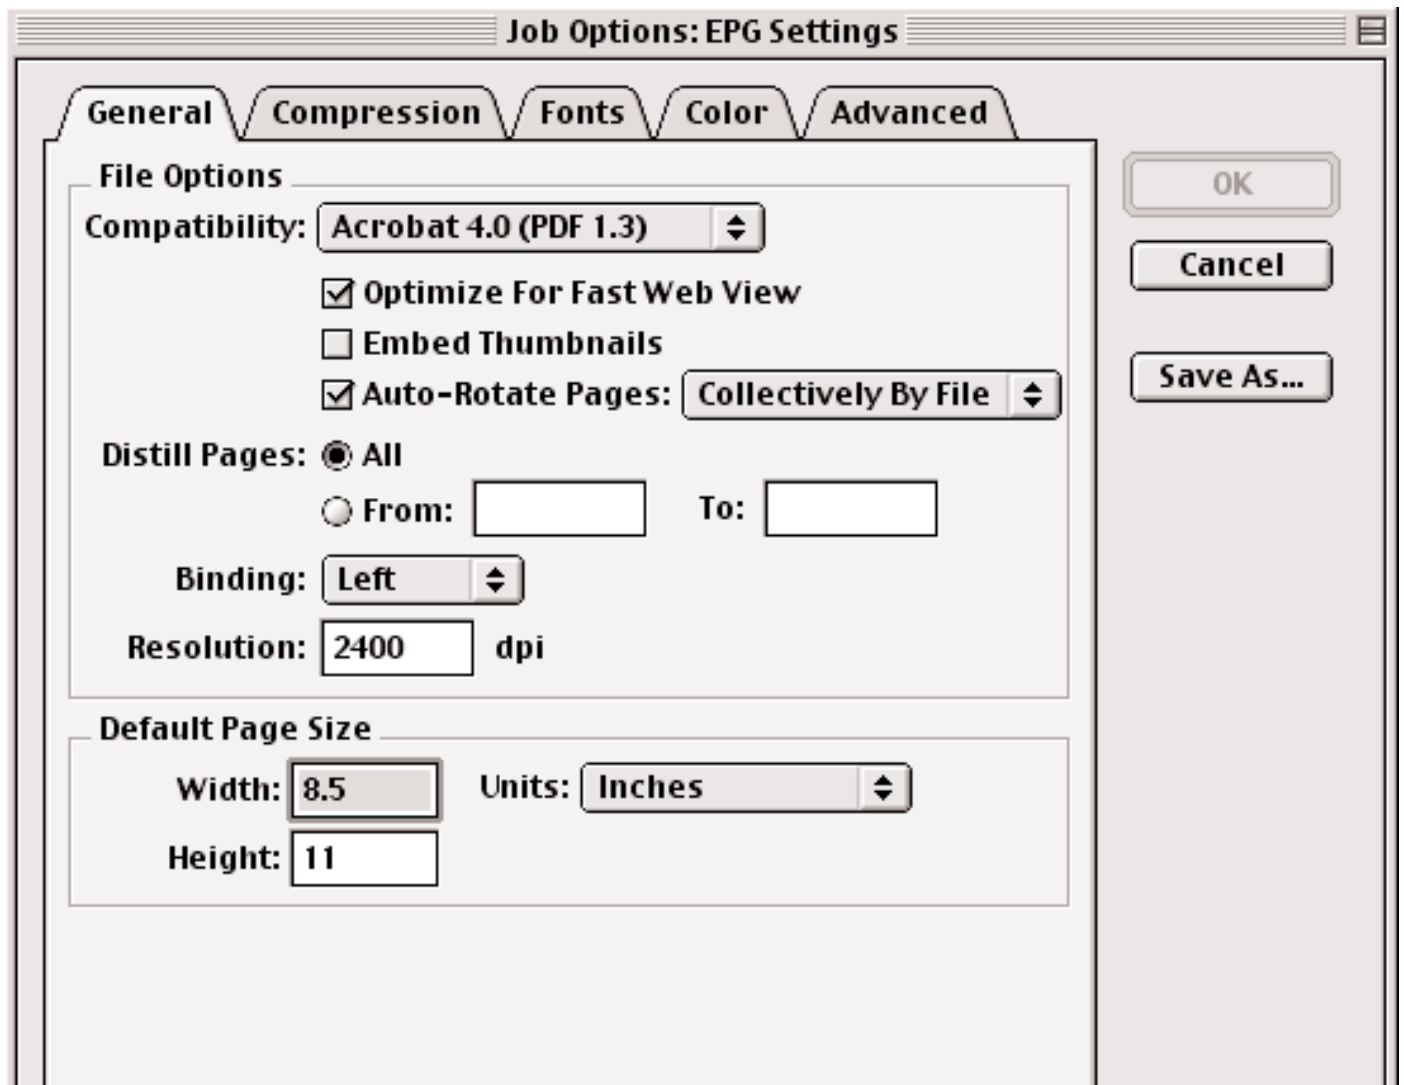 Job Options: EPG Settings
General Compression Fonts Color Advanced
File Options
OK
Compatibility: Acrobat 4.0 (PDF 1.3)
Cancel
Optimize For Fast Web View
Embed Thumbnails
Save As...
Auto-Rotate Pages: Collectively By File
Distill Pages: All
From: To:
Binding: Left
Resolution: 2400 dpi
Default Page Size
Width: 8.5 Units: Inches
Height: 11